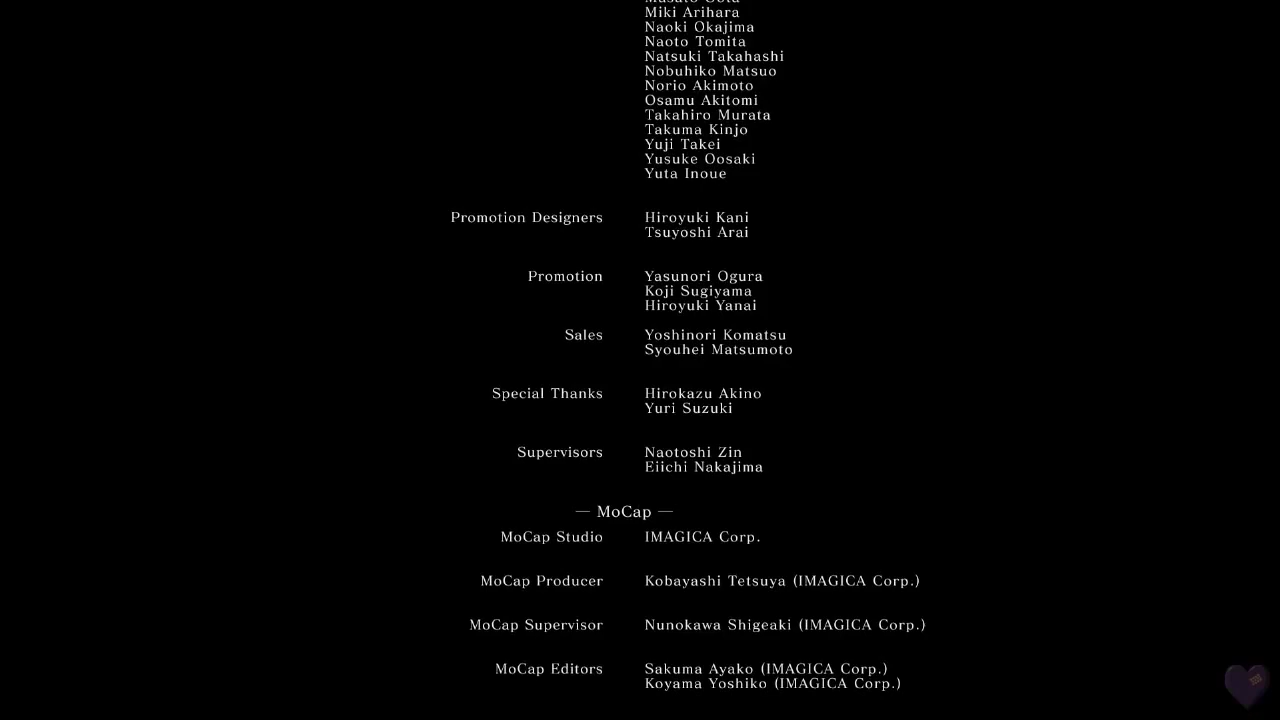 Miki Arihara
Naoki Okajima
Naoto Tomita
Natsuki Takahashi
Nobuhiko Matsuo
Norio Akimoto
Osamu Akitomi
Takahiro Murata
Takuma Kinjo
Yuji Takei
Yusuke Oosaki
Yuta Inoue
Promotion Designers Hiroyuki Kani
Tsuyoshi Arai
Promotion Yasunori Ogura
Koji Sugiyama
Hiroyuki Yanai
Sales Yoshinori Komatsu
Syouhei Matsumoto
Special Thanks Hirokazu Akino
Yuri Suzuki
Supervisors Naotoshi Zin
Eiichi Nakajima
— MoCap —
MoCap Studio IMAGICA Corp.
MoCap Producer Kobayashi Tetsuya (IMAGICA Corp.)
MoCap Supervisor Nunokawa Shigeaki (IMAGICA Corp.)
MoCap Editors Sakuma Ayako (IMAGICA Corp.)
Koyama Yoshiko (IMAGICA Corp.)